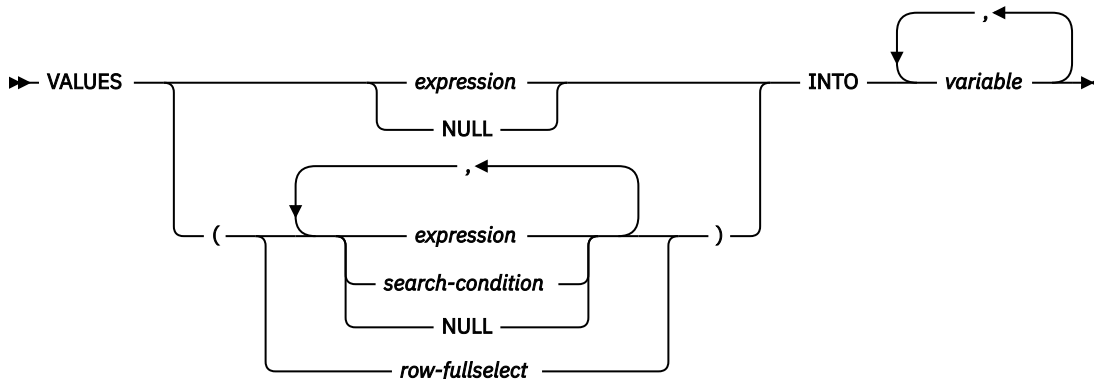 ,
VALUES expression INTO variable
NULL
,
( expression )
search-condition
NULL
row-fullselect